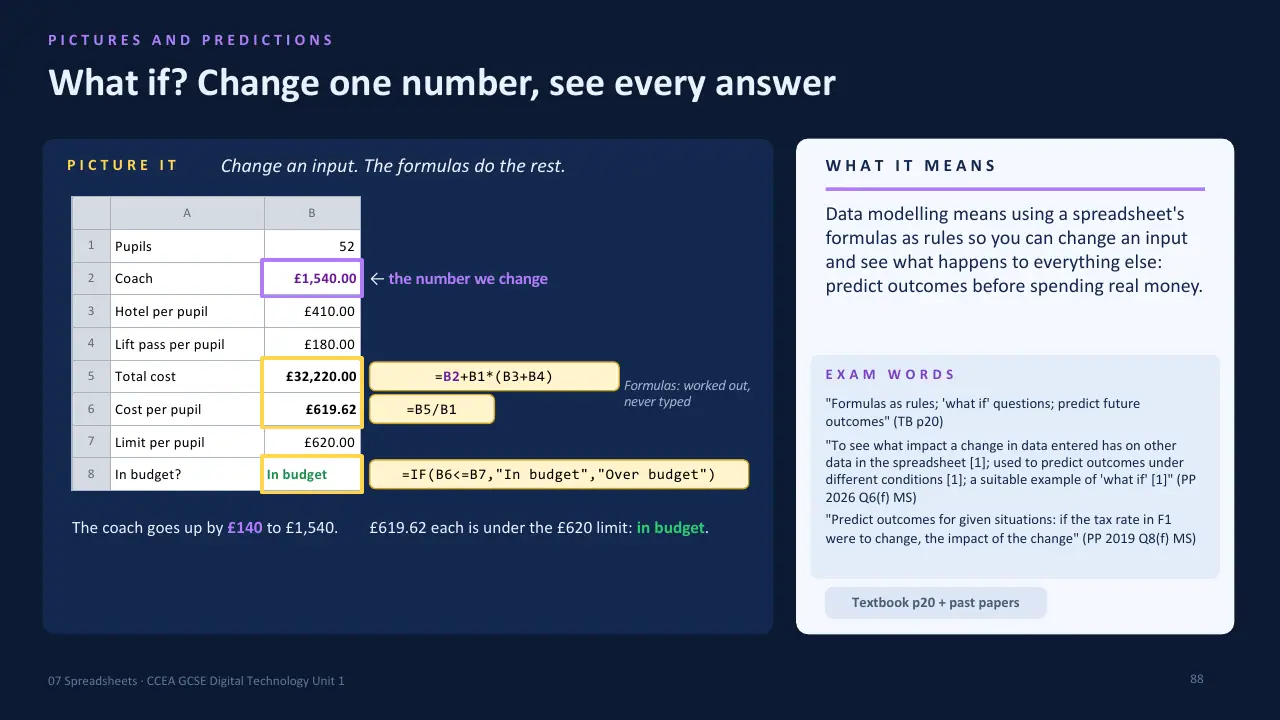 PICTURES AND PREDICTIONS
What if? Change one number, see every answer
PICTURE IT
Change an input. The formulas do the rest.
A B
1 Pupils 52
2 Coach £1,540.00 ← the number we change
3 Hotel per pupil £410.00
4 Lift pass per pupil £180.00
5 Total cost £32,220.00 =B2+B1*(B3+B4)
6 Cost per pupil £619.62 =B5/B1
Formulas: worked out,
never typed
7 Limit per pupil £620.00
8 In budget? In budget =IF(B6<=B7,"In budget","Over budget")
The coach goes up by £140 to £1,540. £619.62 each is under the £620 limit: in budget.
WHAT IT MEANS
Data modelling means using a spreadsheet's
formulas as rules so you can change an input
and see what happens to everything else:
predict outcomes before spending real money.
EXAM WORDS
"Formulas as rules; 'what if' questions; predict future
outcomes" (TB p20)
"To see what impact a change in data entered has on other
data in the spreadsheet [1]; used to predict outcomes under
different conditions [1]; a suitable example of 'what if' [1]" (PP
2026 Q6(f) MS)
"Predict outcomes for given situations: if the tax rate in F1
were to change, the impact of the change" (PP 2019 Q8(f) MS)
Textbook p20 + past papers
07 Spreadsheets · CCEA GCSE Digital Technology Unit 1
88